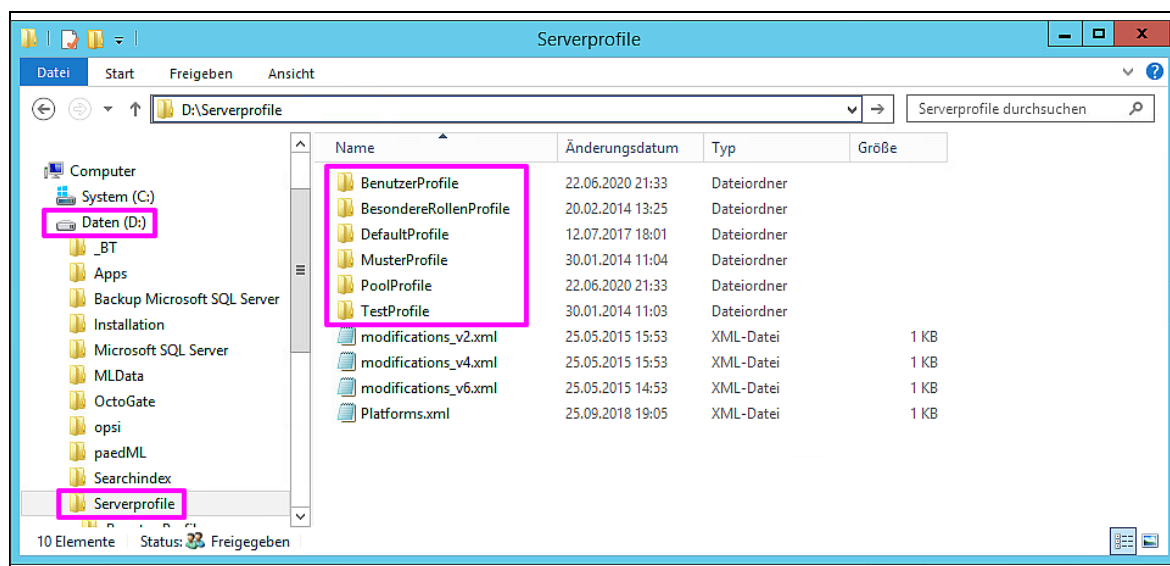 Serverprofile
Datei Start Freigeben Ansicht
D:\Serverprofile
Serverprofile durchsuchen
Name Änderungsdatum Typ Größe
Computer
System (C:)
Daten (D:)
_BT
Apps
Backup Microsoft SQL Server
Installation
Microsoft SQL Server
MLData
OctoGate
opsi
paedML
Searchindex
Serverprofile
BenutzerProfile 22.06.2020 21:33 Dateiordner
BesondereRollenProfile 20.02.2014 13:25 Dateiordner
DefaultProfile 12.07.2017 18:01 Dateiordner
MusterProfile 30.01.2014 11:04 Dateiordner
PoolProfile 22.06.2020 21:33 Dateiordner
TestProfile 30.01.2014 11:03 Dateiordner
modifications_v2.xml 25.05.2015 15:53 XML-Datei 1 KB
modifications_v4.xml 25.05.2015 15:53 XML-Datei 1 KB
modifications_v6.xml 25.05.2015 14:53 XML-Datei 1 KB
Platforms.xml 25.09.2018 19:05 XML-Datei 1 KB
10 Elemente Status: Freigegeben